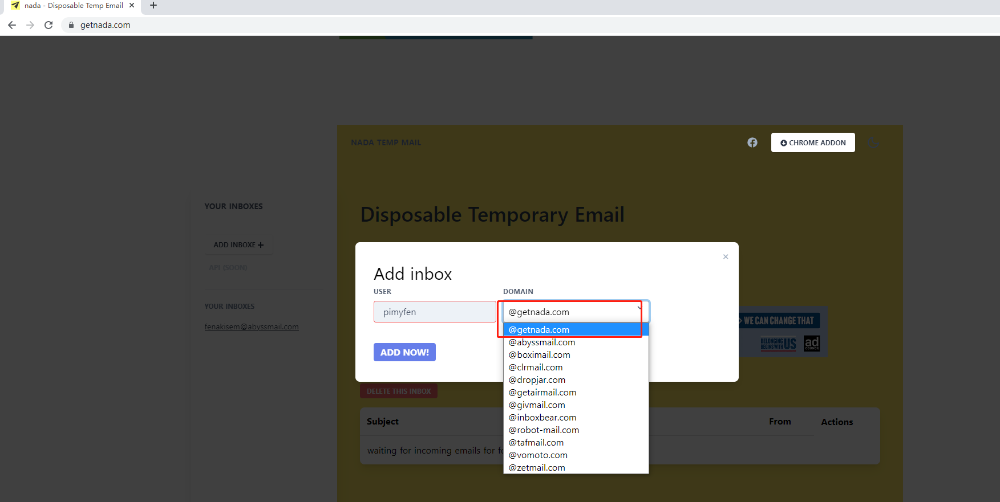 nada - Disposable Temp Email
getnada.com
NADA TEMP MAIL
CHROME ADDON
YOUR INBOXES
Disposable Temporary Email
ADD INBOXE
API (SOON)
YOUR INBOXES
fenakisem@abyssmail.com
Add inbox
USER
DOMAIN
pimyfen
@getnada.com
@getnada.com
@abyssmail.com
@boximail.com
@clrmail.com
@dropjar.com
@getairmail.com
@givmail.com
@inboxbear.com
@robot-mail.com
@tafmail.com
@vomoto.com
@zetmail.com
ADD NOW!
WE CAN CHANGE THAT
BELONGING
BEGINS WITH US
ad
COUNCIL
DELETE THIS INBOX
Subject
From
Actions
waiting for incoming emails for fe